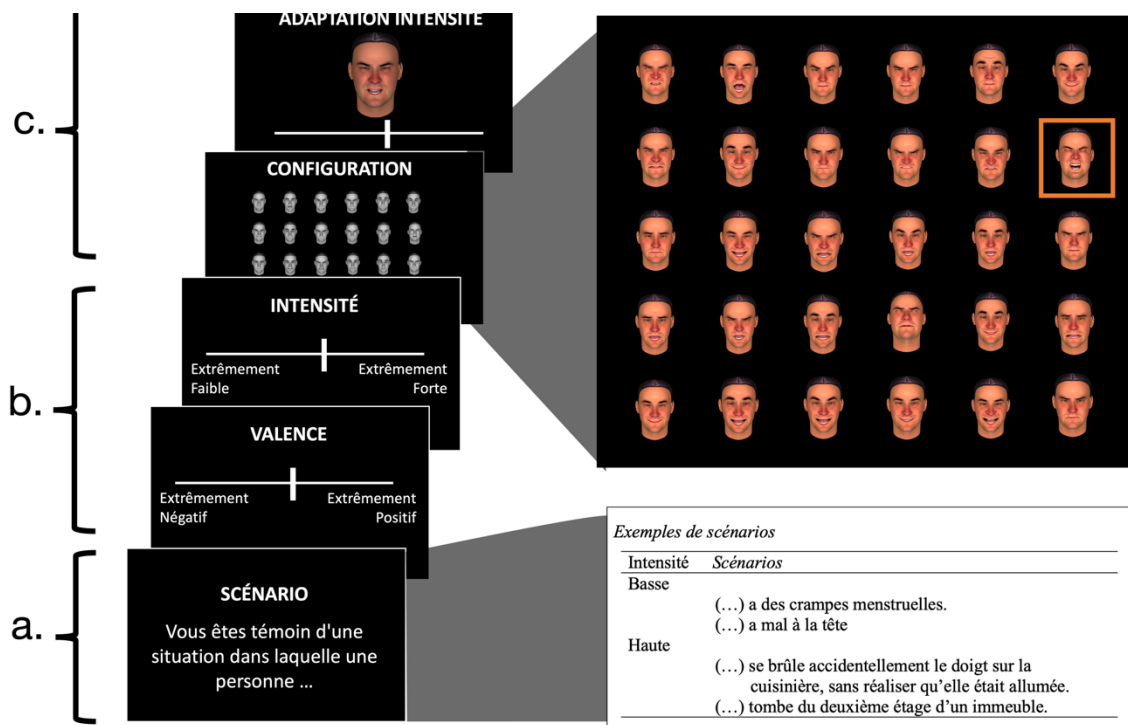 ADAPTATION INTENSITÉ
c.
CONFIGURATION
INTENSITÉ
Extrêmement
Faible
Extrêmement
Forte
b.
VALENCE
Extrêmement
Négatif
Extrêmement
Positif
a.
SCÉNARIO
Vous êtes témoin d'une
situation dans laquelle une
personne ...
Exemples de scénarios
Intensité Scénarios
Basse
(…) a des crampes menstruelles.
(…) a mal à la tête
Haute
(…) se brûle accidentellement le doigt sur la
cuisinière, sans réaliser qu'elle était allumée.
(…) tombe du deuxième étage d'un immeuble.